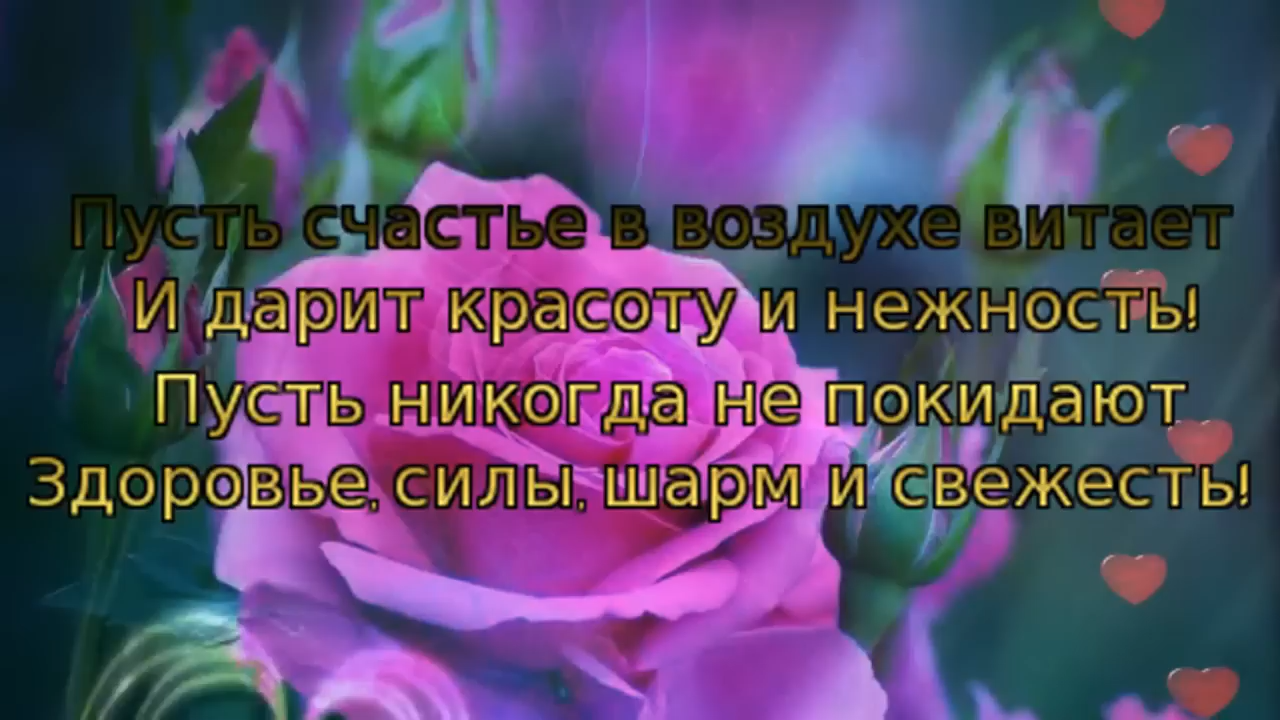 Пусть счастье в воздухе витает
И дарит красоту и нежность!
Пусть никогда не покидают
Здоровье, силы, шарм и свежесть!